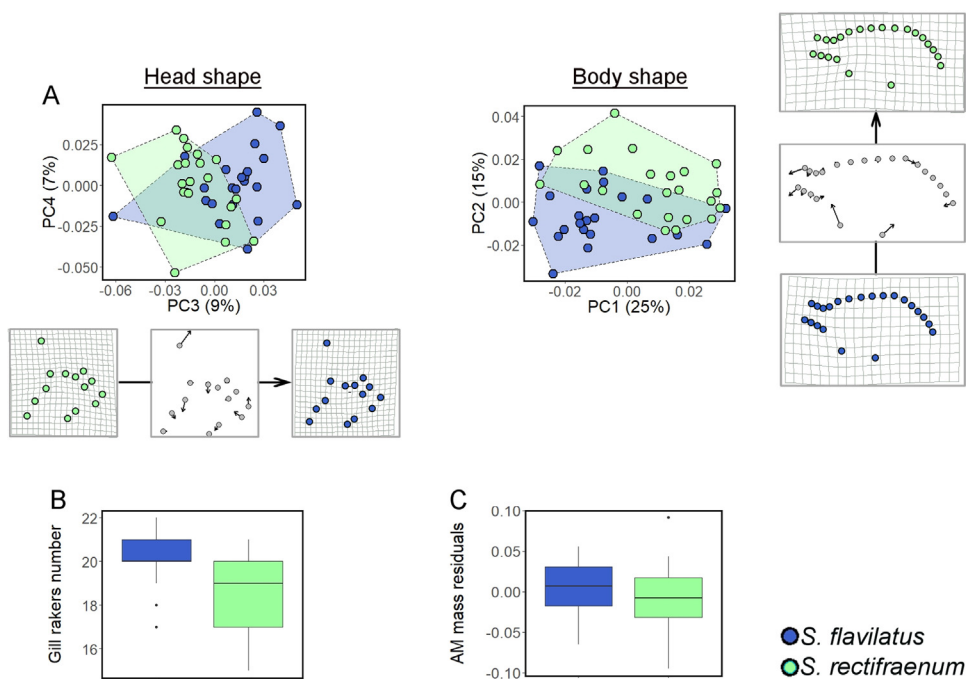 Head shape
Body shape
A
PC4 (7%)
0.025
0.000
-0.025
-0.050
-0.06
-0.03
0.00
0.03
PC3 (9%)
PC2 (15%)
0.04
0.02
0.00
-0.02
-0.02
0.00
0.02
PC1 (25%)
B
Gill rakers number
22
20
18
16
C
AM mass residuals
0.10
0.05
0.00
-0.05
-0.10
S. flavilatus
S. rectifraenum